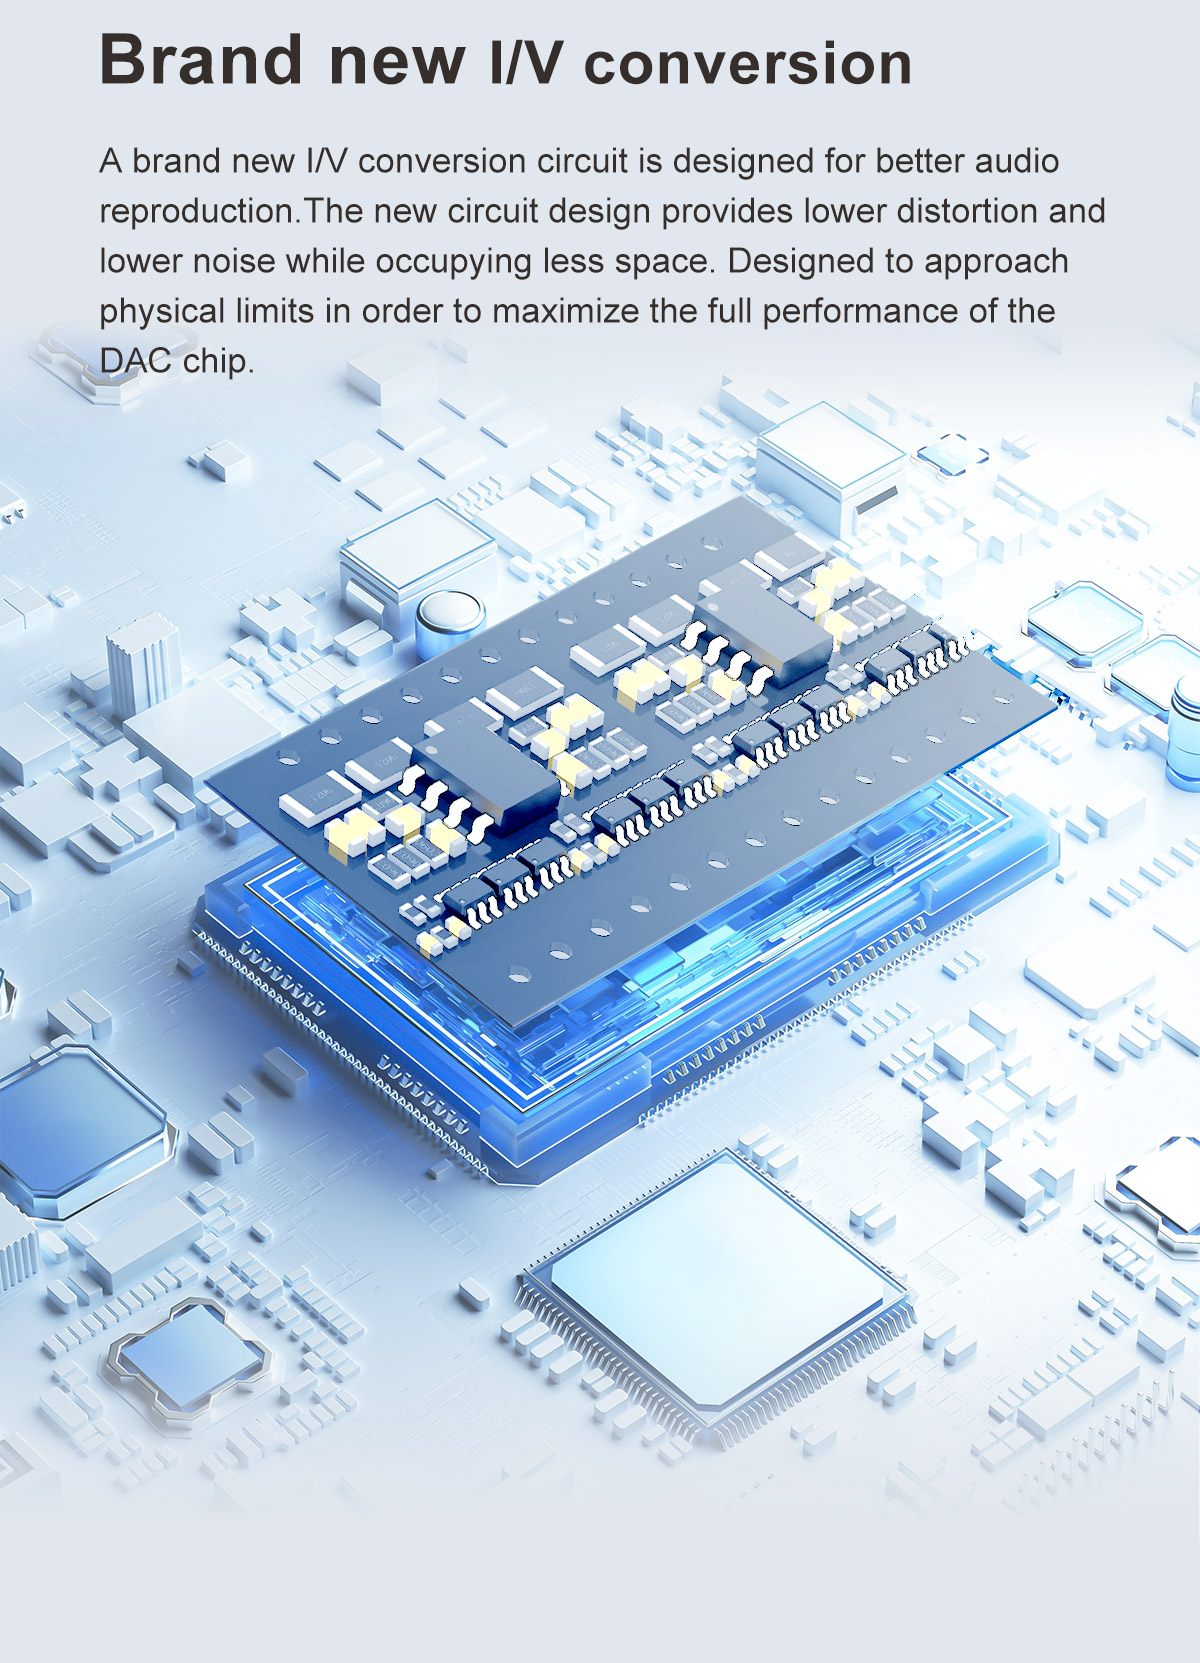 Brand new I/V conversion
A brand new I/V conversion circuit is designed for better audio
reproduction.The new circuit design provides lower distortion and
lower noise while occupying less space. Designed to approach
physical limits in order to maximize the full performance of the
DAC chip.